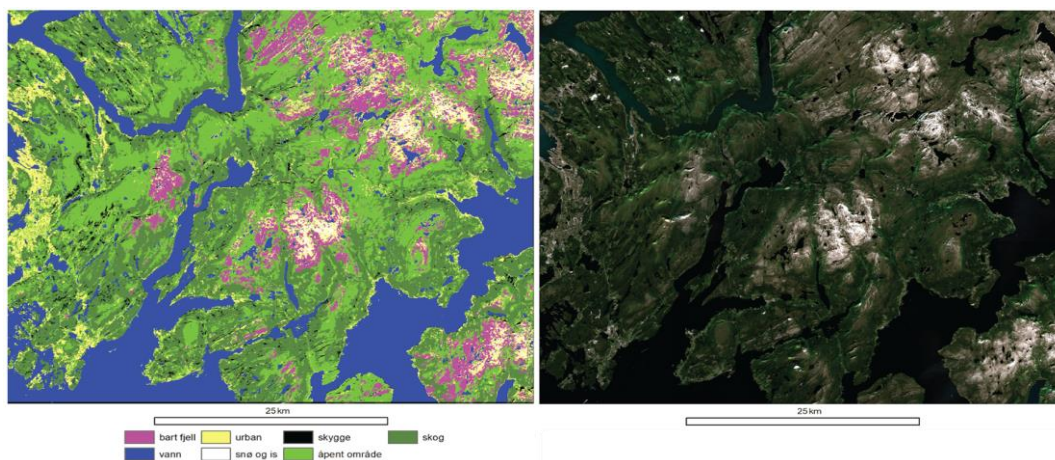 25 km
25 km
bart fjell urban skygge skog
vann snø og is åpent område